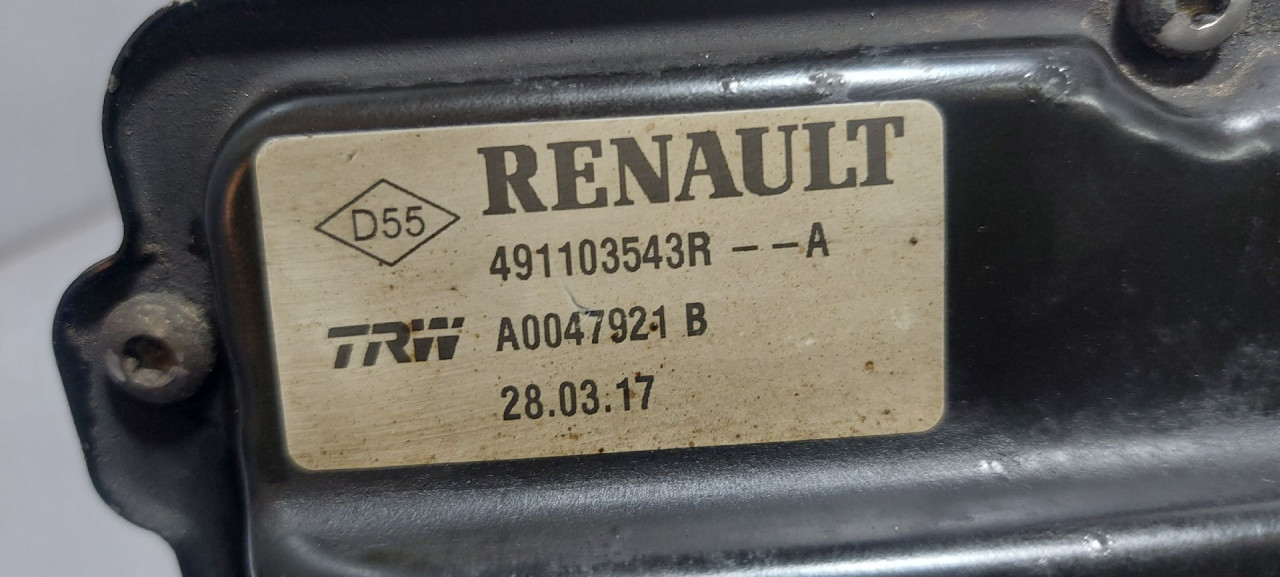 RENAULT
D55
491103543R – –A
TRW A0047921 B
28.03.17